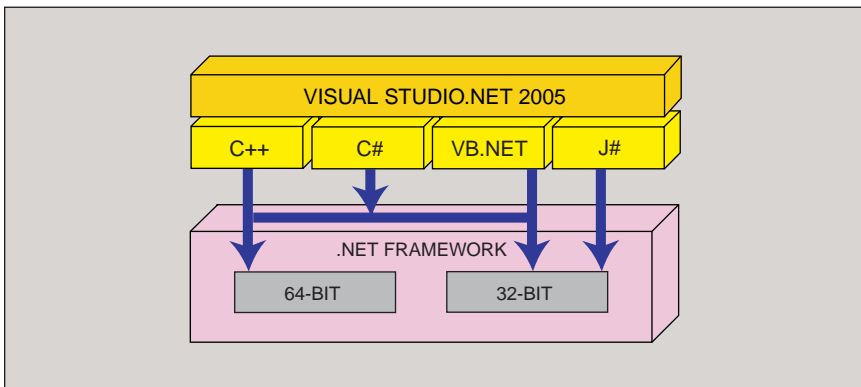 VISUAL STUDIO.NET 2005
C++ C# VB.NET J#
.NET FRAMEWORK
64-BIT 32-BIT